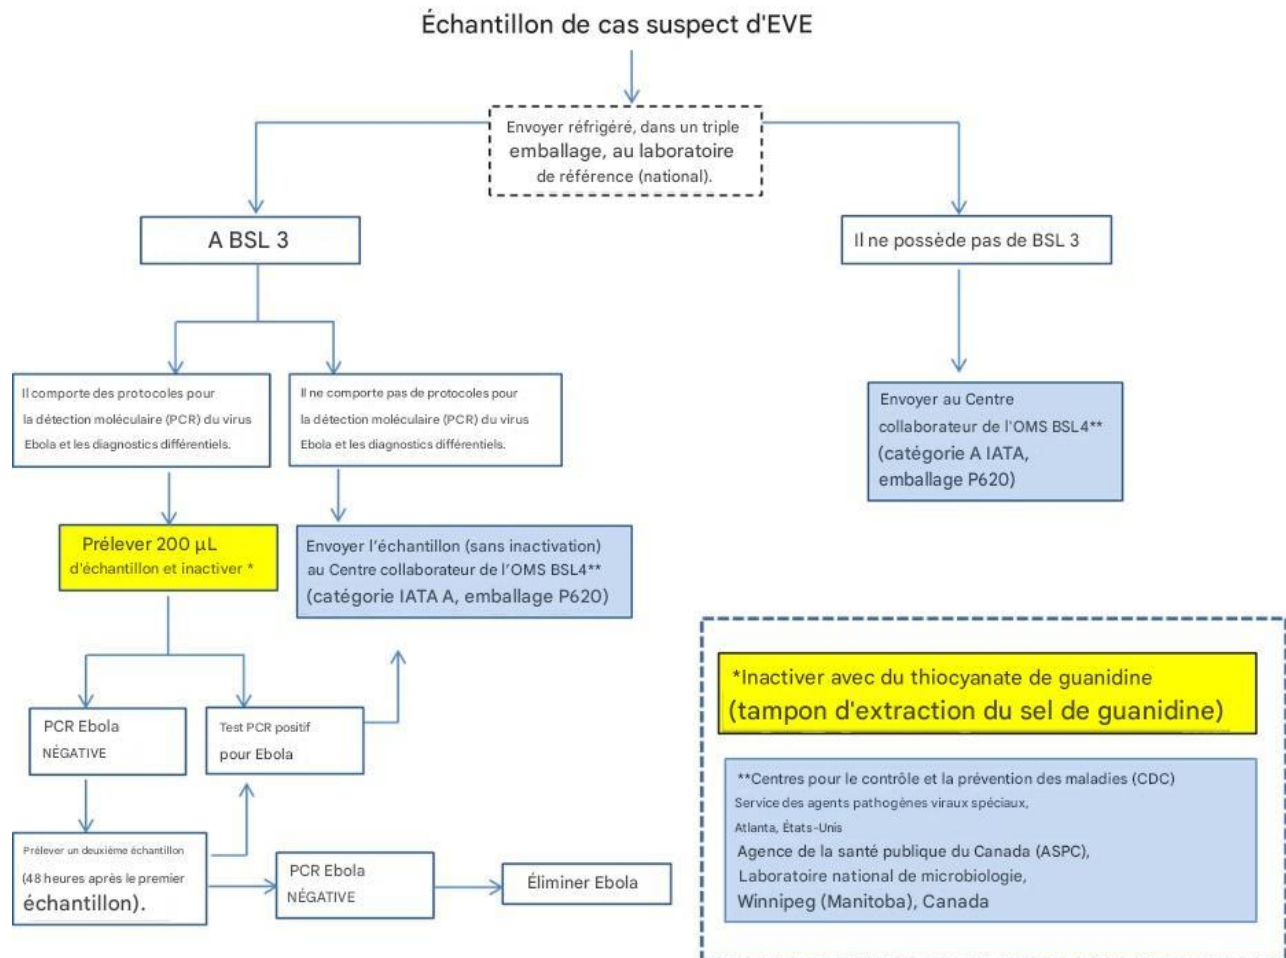 Échantillon de cas suspect d'EVE
Envoyer réfrigéré, dans un triple
emballage, au laboratoire
de référence (national).
A BSL 3
Il ne possède pas de BSL 3
Il comporte des protocoles pour
la détection moléculaire (PCR) du virus
Ebola et les diagnostics différentiels.
Il ne comporte pas de protocoles pour
la détection moléculaire (PCR) du virus
Ebola et les diagnostics différentiels.
Envoyer au Centre
collaborateur de l'OMS BSL4**
(catégorie A IATA,
emballage P620)
Prélever 200 µL
d'échantillon et inactiver *
Envoyer l'échantillon (sans inactivation)
au Centre collaborateur de l'OMS BSL4**
(catégorie IATA A, emballage P620)
PCR Ebola
NÉGATIVE
Test PCR positif
pour Ebola
Prélever un deuxième échantillon
(48 heures après le premier
échantillon).
PCR Ebola
NÉGATIVE
Éliminer Ebola
*Inactiver avec du thiocyanate de guanidine
(tampon d'extraction du sel de guanidine)
**Centres pour le contrôle et la prévention des maladies (CDC)
Service des agents pathogènes viraux spéciaux,
Atlanta, États-Unis
Agence de la santé publique du Canada (ASPC),
Laboratoire national de microbiologie,
Winnipeg (Manitoba), Canada